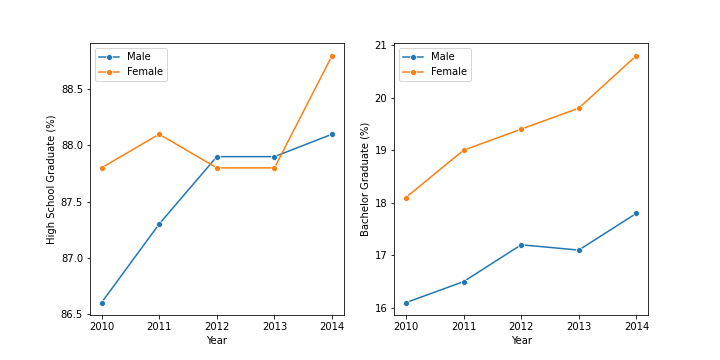 Male
Female
High School Graduate (%)
88.5
88.0
87.5
87.0
86.5
2010 2011 2012 2013 2014
Year
Male
Female
Bachelor Graduate (%)
21
20
19
18
17
16
2010 2011 2012 2013 2014
Year